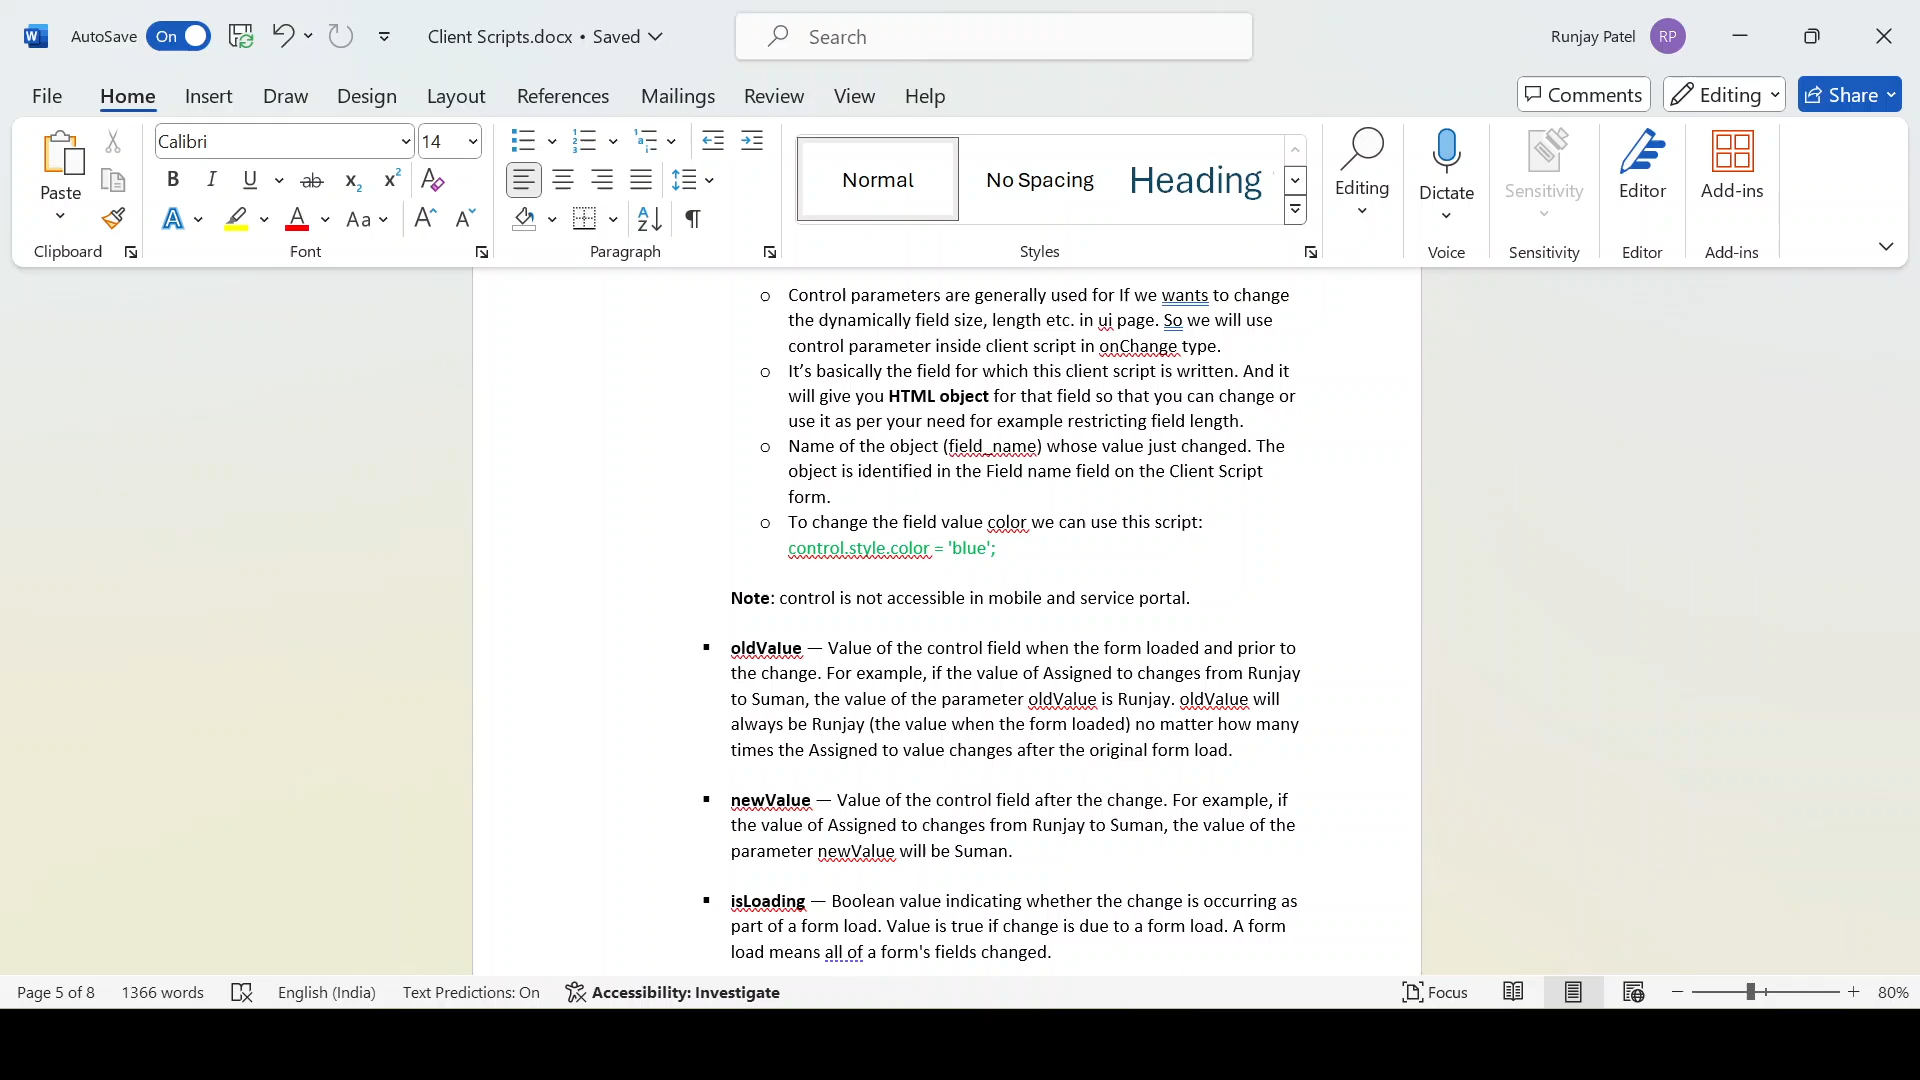 AutoSave On Client Scripts.docx • Saved Search Runjay Patel RP
File Home Insert Draw Design Layout References Mailings Review View Help Comments Editing Share
Paste Calibri 14 Normal No Spacing Heading Editing Dictate Sensitivity Editor Add-ins
Clipboard Font Paragraph Styles Voice Sensitivity Editor Add-ins
o Control parameters are generally used for If we wants to change
the dynamically field size, length etc. in ui page. So we will use
control parameter inside client script in onChange type.
o It's basically the field for which this client script is written. And it
will give you HTML object for that field so that you can change or
use it as per your need for example restricting field length.
o Name of the object (field_name) whose value just changed. The
object is identified in the Field name field on the Client Script
form.
o To change the field value color we can use this script:
control.style.color = 'blue';
Note: control is not accessible in mobile and service portal.
▪ oldValue — Value of the control field when the form loaded and prior to
the change. For example, if the value of Assigned to changes from Runjay
to Suman, the value of the parameter oldValue is Runjay. oldValue will
always be Runjay (the value when the form loaded) no matter how many
times the Assigned to value changes after the original form load.
▪ newValue — Value of the control field after the change. For example, if
the value of Assigned to changes from Runjay to Suman, the value of the
parameter newValue will be Suman.
▪ isLoading — Boolean value indicating whether the change is occurring as
part of a form load. Value is true if change is due to a form load. A form
load means all of a form's fields changed.
Page 5 of 8 1366 words English (India) Text Predictions: On Accessibility: Investigate Focus 80%